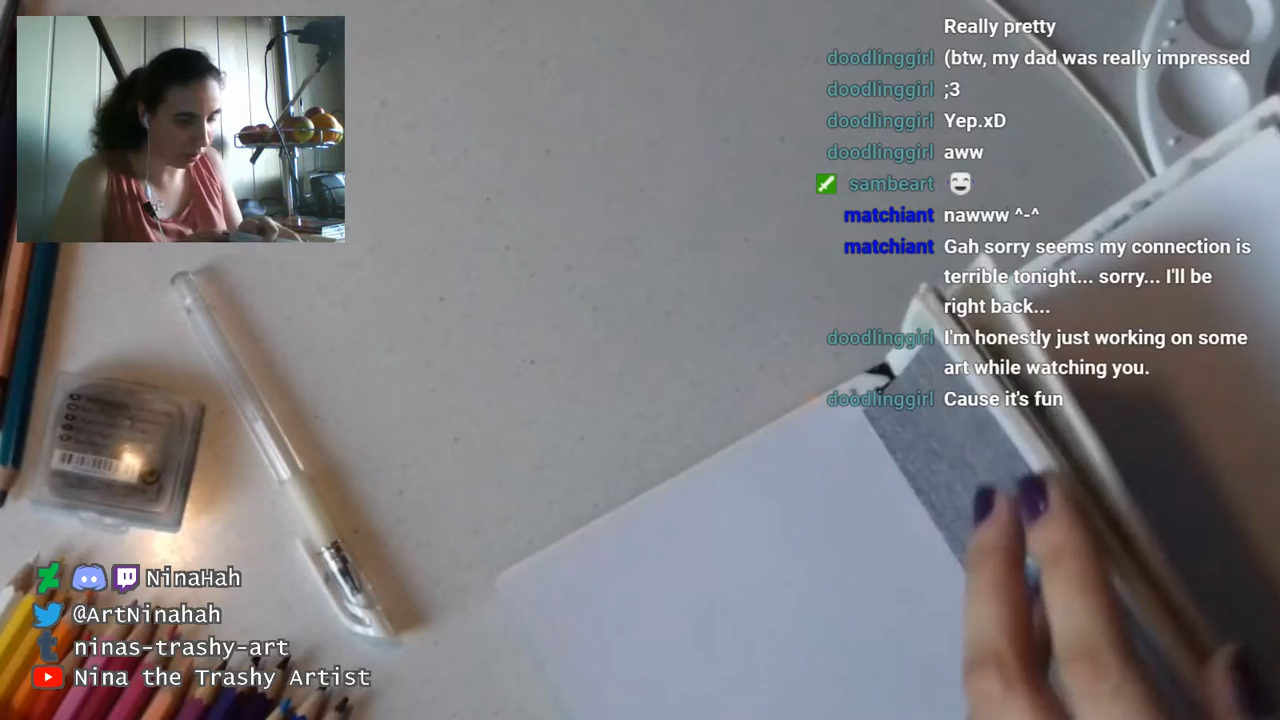 Really pretty
doodlinggirl (btw, my dad was really impressed
doodlinggirl ;3
doodlinggirl Yep.xD
doodlinggirl aww
sambeart
matchiant nawww ^-^
matchiant Gah sorry seems my connection is
terrible tonight... sorry... I'll be
right back...
doodlinggirl I'm honestly just working on some
art while watching you.
doodlinggirl Cause it's fun
NinaHah
@ArtNinahah
ninas-trashy-art
Nina the Trashy Artist